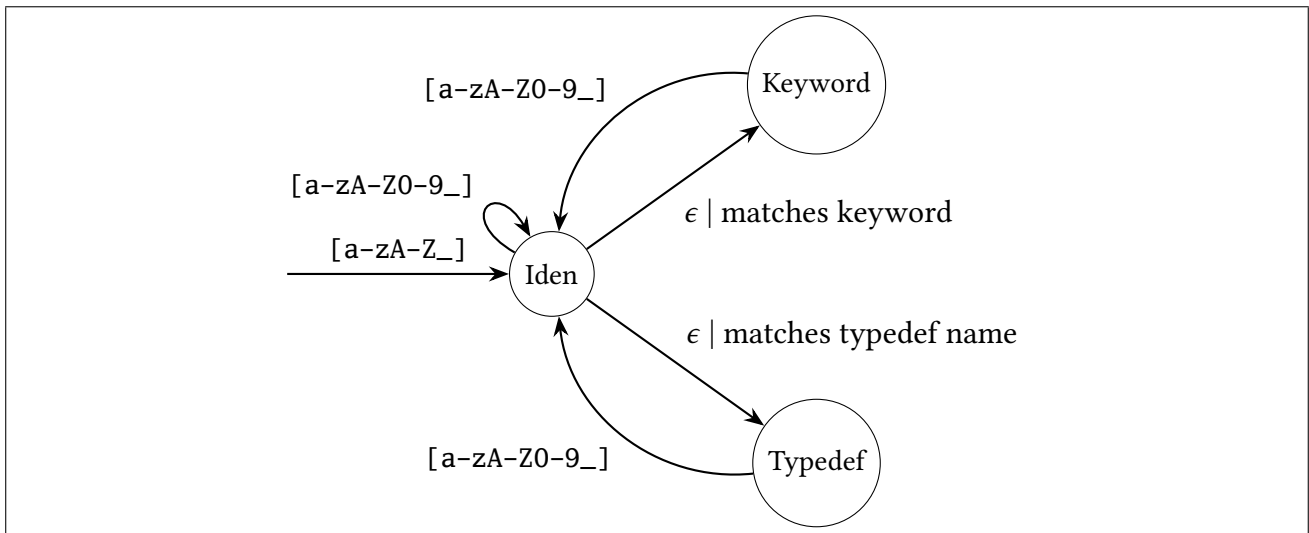 Keyword
[a-zA-Z0-9_]
[a-zA-Z0-9_]
ϵ | matches keyword
[a-zA-Z_]
Iden
ϵ | matches typedef name
[a-zA-Z0-9_]
Typedef